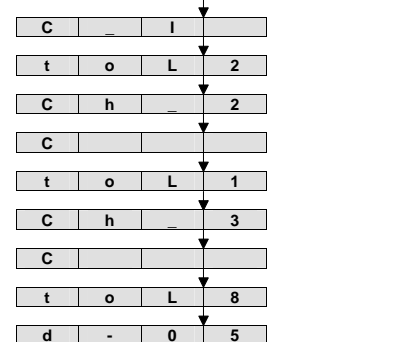 C _ I
t o L 2
C h _ 2
C
t o L 1
C h _ 3
C
t o L 8
d - 0 5